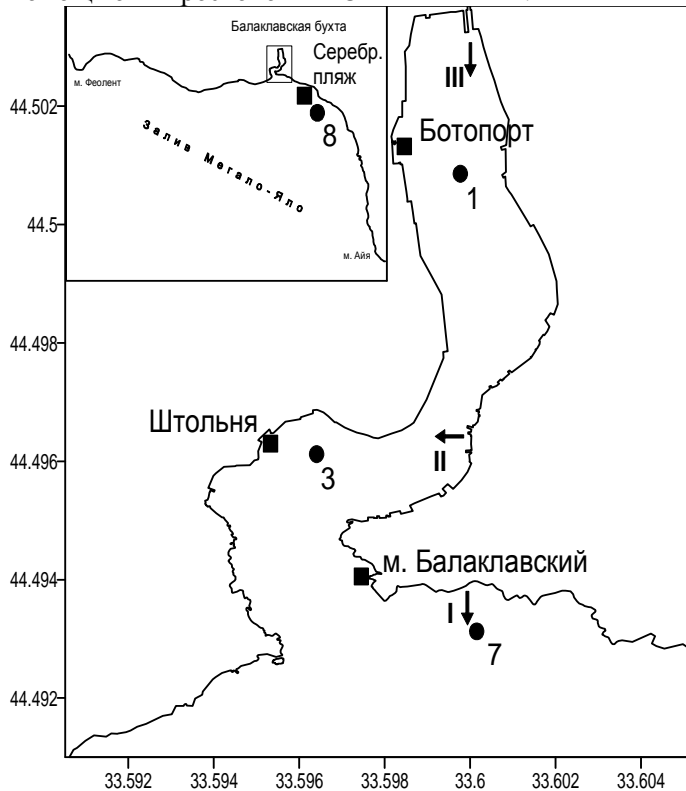 Балаклавская бухта
Серебр.
пляж
м. Феолент
8
Залив Мегало-Яло
м. Айя
III
Ботопорт
1
44.502
44.5
44.498
Штольня
44.496
3
II
44.494
м. Балаклавский
I
7
44.492
33.592 33.594 33.596 33.598 33.6 33.602 33.604